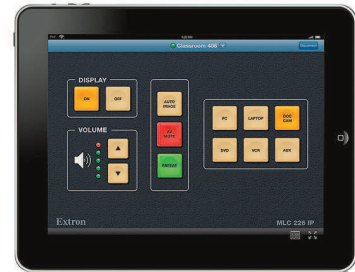 Classroom 408
DISPLAY
ON
OFF
AUTO
IMAGE
PC
LAPTOP
DOC
CAM
VOLUME
MUTE
FREEZE
DVD
VCR
AUX
Extron
MLC 226 IP